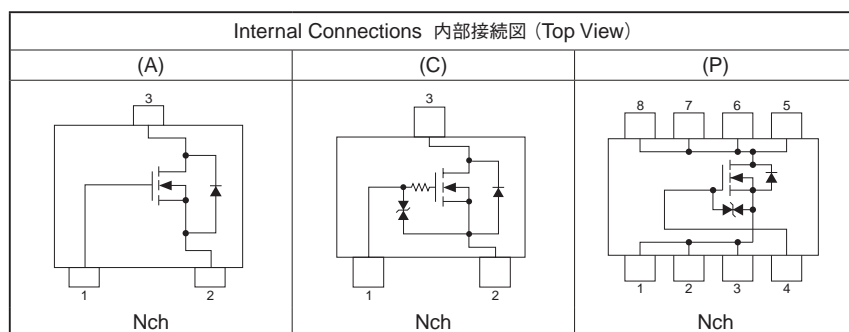 Internal Connections 内部接続図 (Top View)
(A) (C) (P)
3 3 8 7 6 5
1 2 1 2 1 2 3 4
Nch Nch Nch